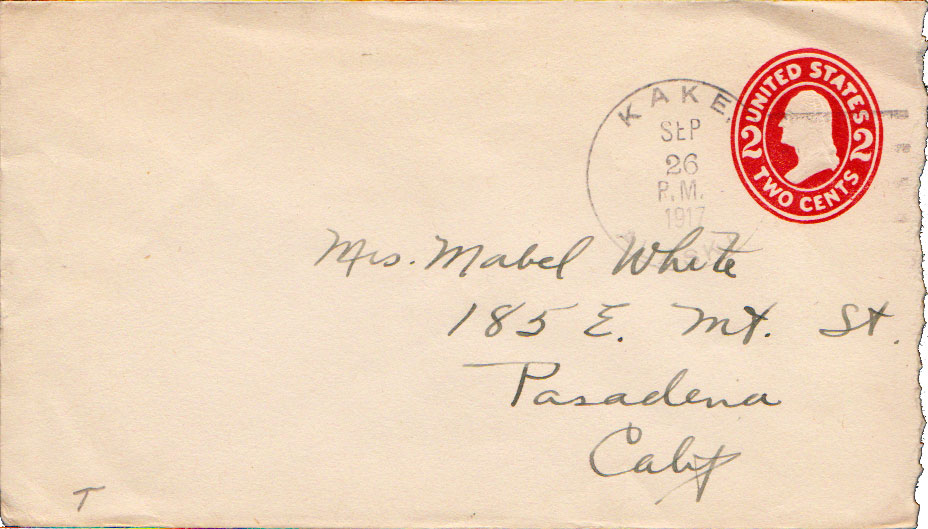 KAKE,
SEP
26
P.M.
1917
UNITED STATES
2 2
TWO CENTS
Mrs. Mabel White
185 E. Mt. St.
Pasadena
Calif
T